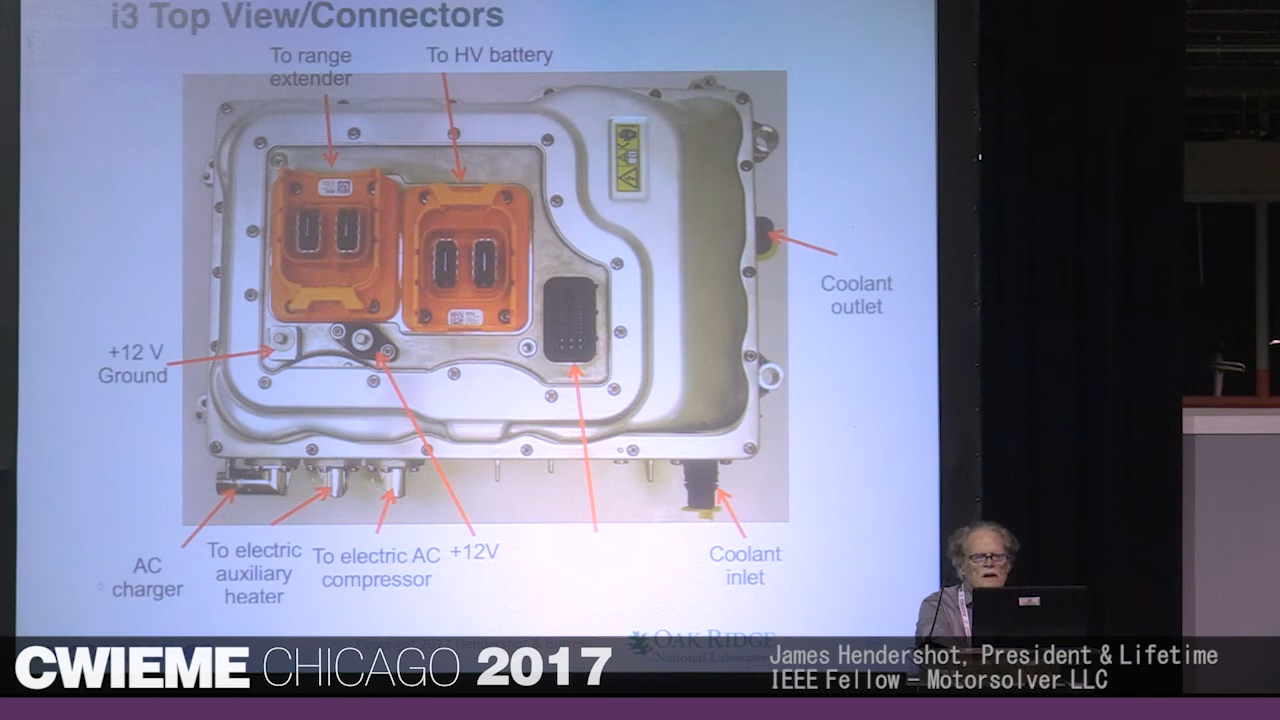 i3 Top View/Connectors
To range
extender
To HV battery
Coolant
outlet
+12 V
Ground
AC
charger
To electric
auxiliary
heater
To electric AC
compressor
+12V
Coolant
inlet
5
OAK RIDGE
National Laboratory
CWIEME CHICAGO 2017
James Hendershot, President & Lifetime
IEEE Fellow - Motorsolver LLC